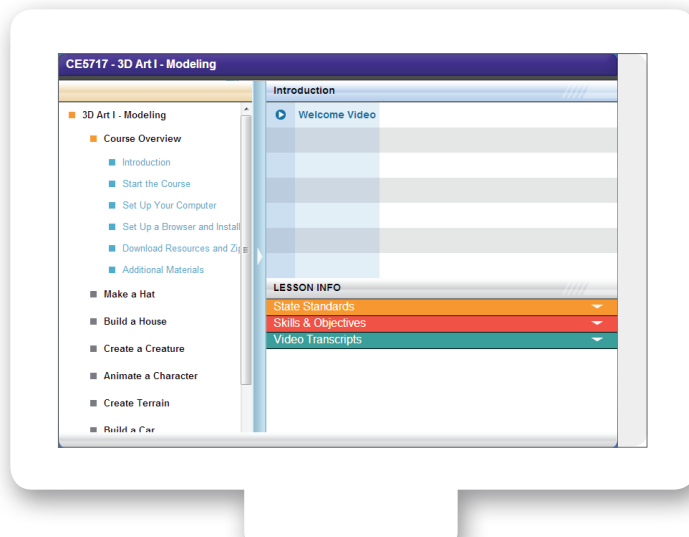 CE5717 - 3D Art I - Modeling
3D Art I - Modeling
Course Overview
Introduction
Start the Course
Set Up Your Computer
Set Up a Browser and Install
Download Resources and Zip
Additional Materials
Make a Hat
Build a House
Create a Creature
Animate a Character
Create Terrain
Build a Car
Introduction
Welcome Video
LESSON INFO
State Standards
Skills & Objectives
Video Transcripts